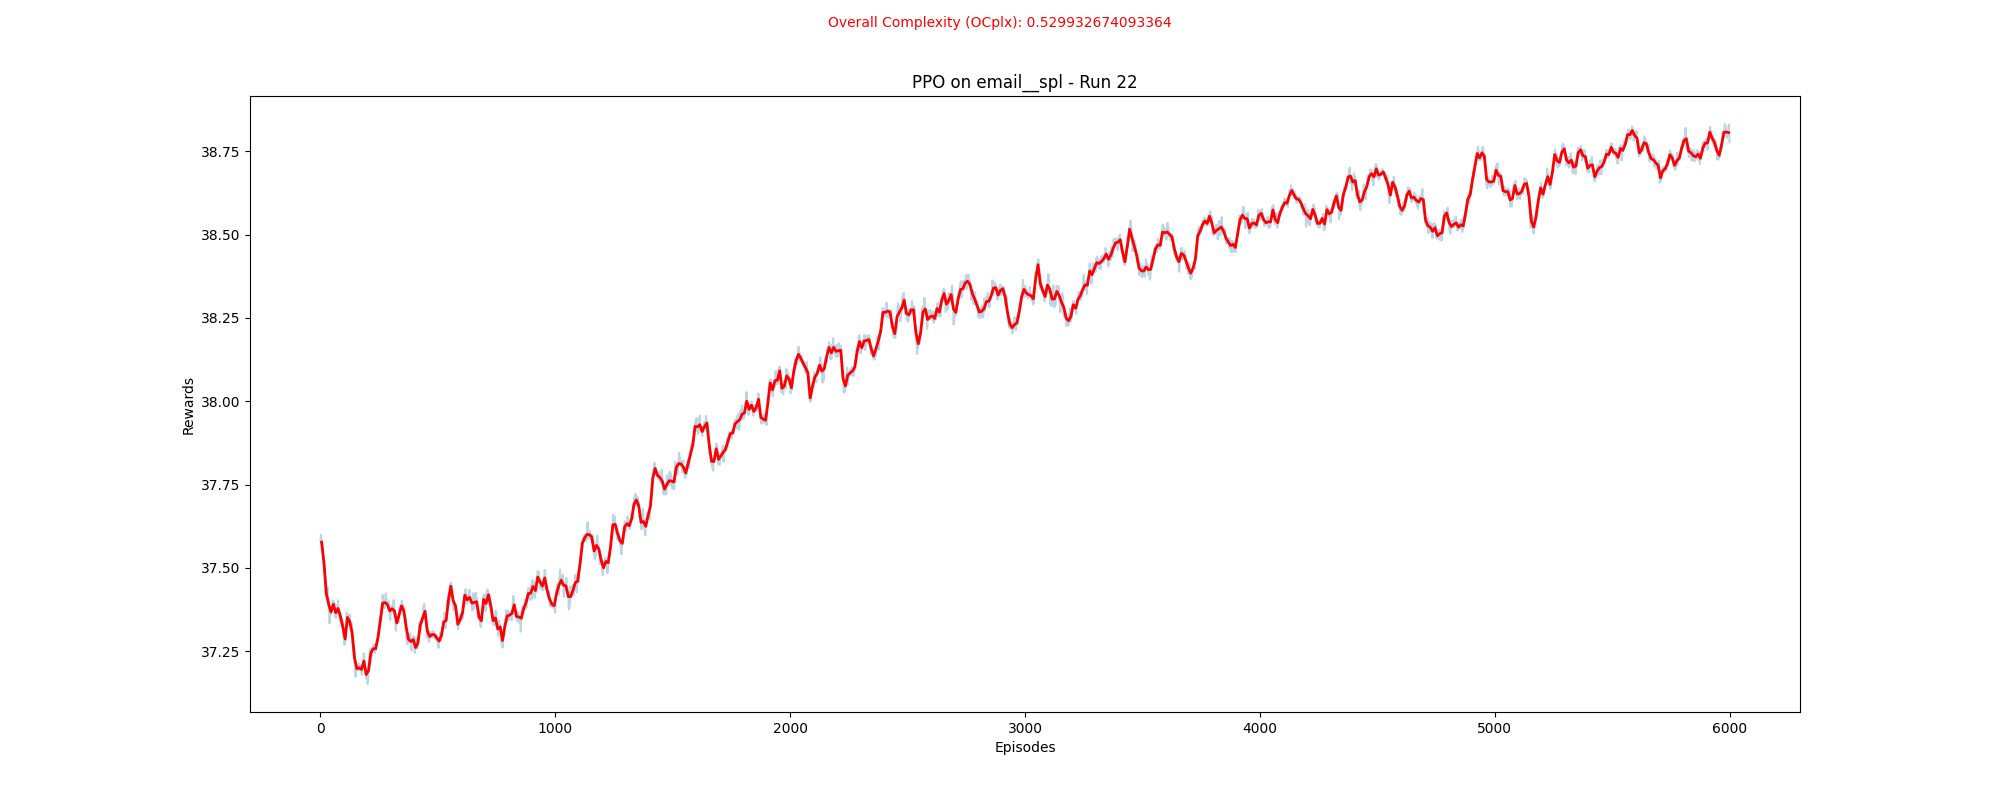 Overall Complexity (OCplx): 0.529932674093364
PPO on email__spl - Run 22
38.75
38.50
38.25
38.00
37.75
37.50
37.25
Rewards
0 1000 2000 3000 4000 5000 6000
Episodes